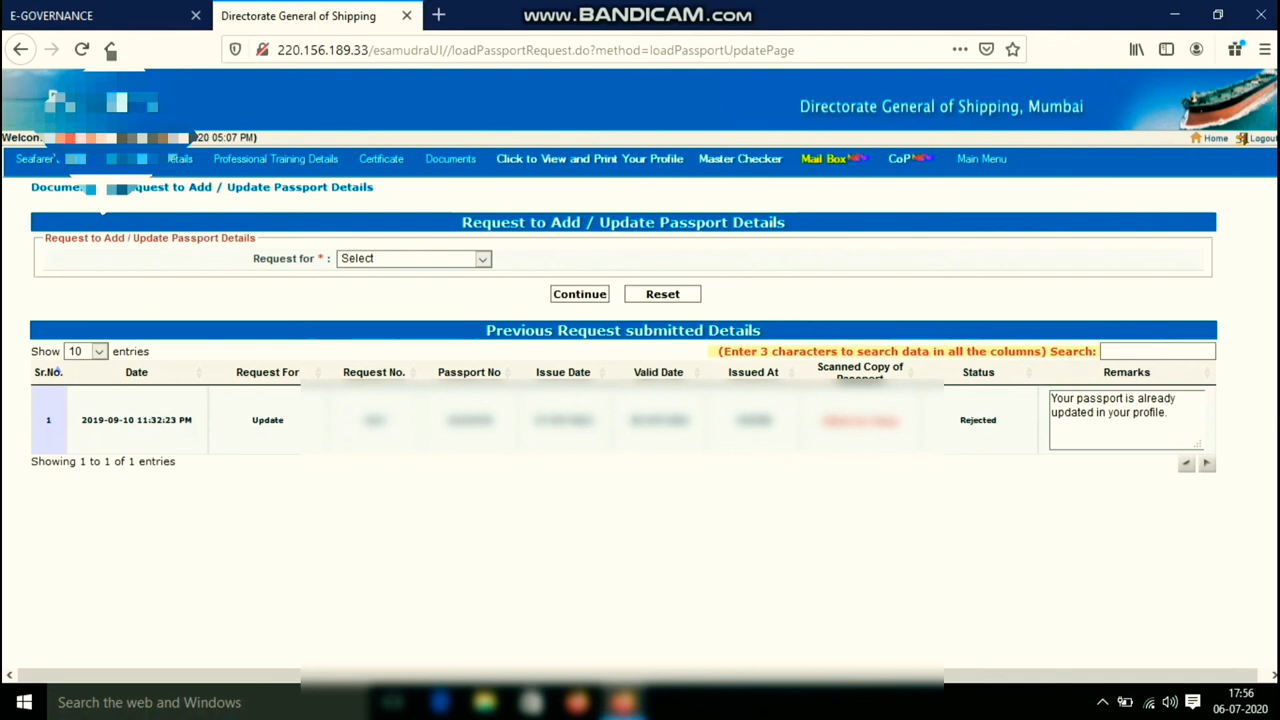 E-GOVERNANCE
Directorate General of Shipping
www.BANDICAM.com
220.156.189.33/esamudraUI//loadPassportRequest.do?method=loadPassportUpdatePage
Directorate General of Shipping, Mumbai
20 05:07 PM)
Home Logout
Professional Training Details Certificate Documents Click to View and Print Your Profile Master Checker Mail Box CoP Main Menu
to Add / Update Passport Details
Request to Add / Update Passport Details
Request to Add / Update Passport Details
Request for * : Select
Continue Reset
Previous Request submitted Details
Show 10 entries (Enter 3 characters to search data in all the columns) Search:
Sr.No. Date Request For Request No. Passport No Issue Date Valid Date Issued At Scanned Copy of Passport Status Remarks
1 2019-09-10 11:32:23 PM Update Rejected Your passport is already
updated in your profile.
Showing 1 to 1 of 1 entries
Search the web and Windows
17:56
06-07-2020